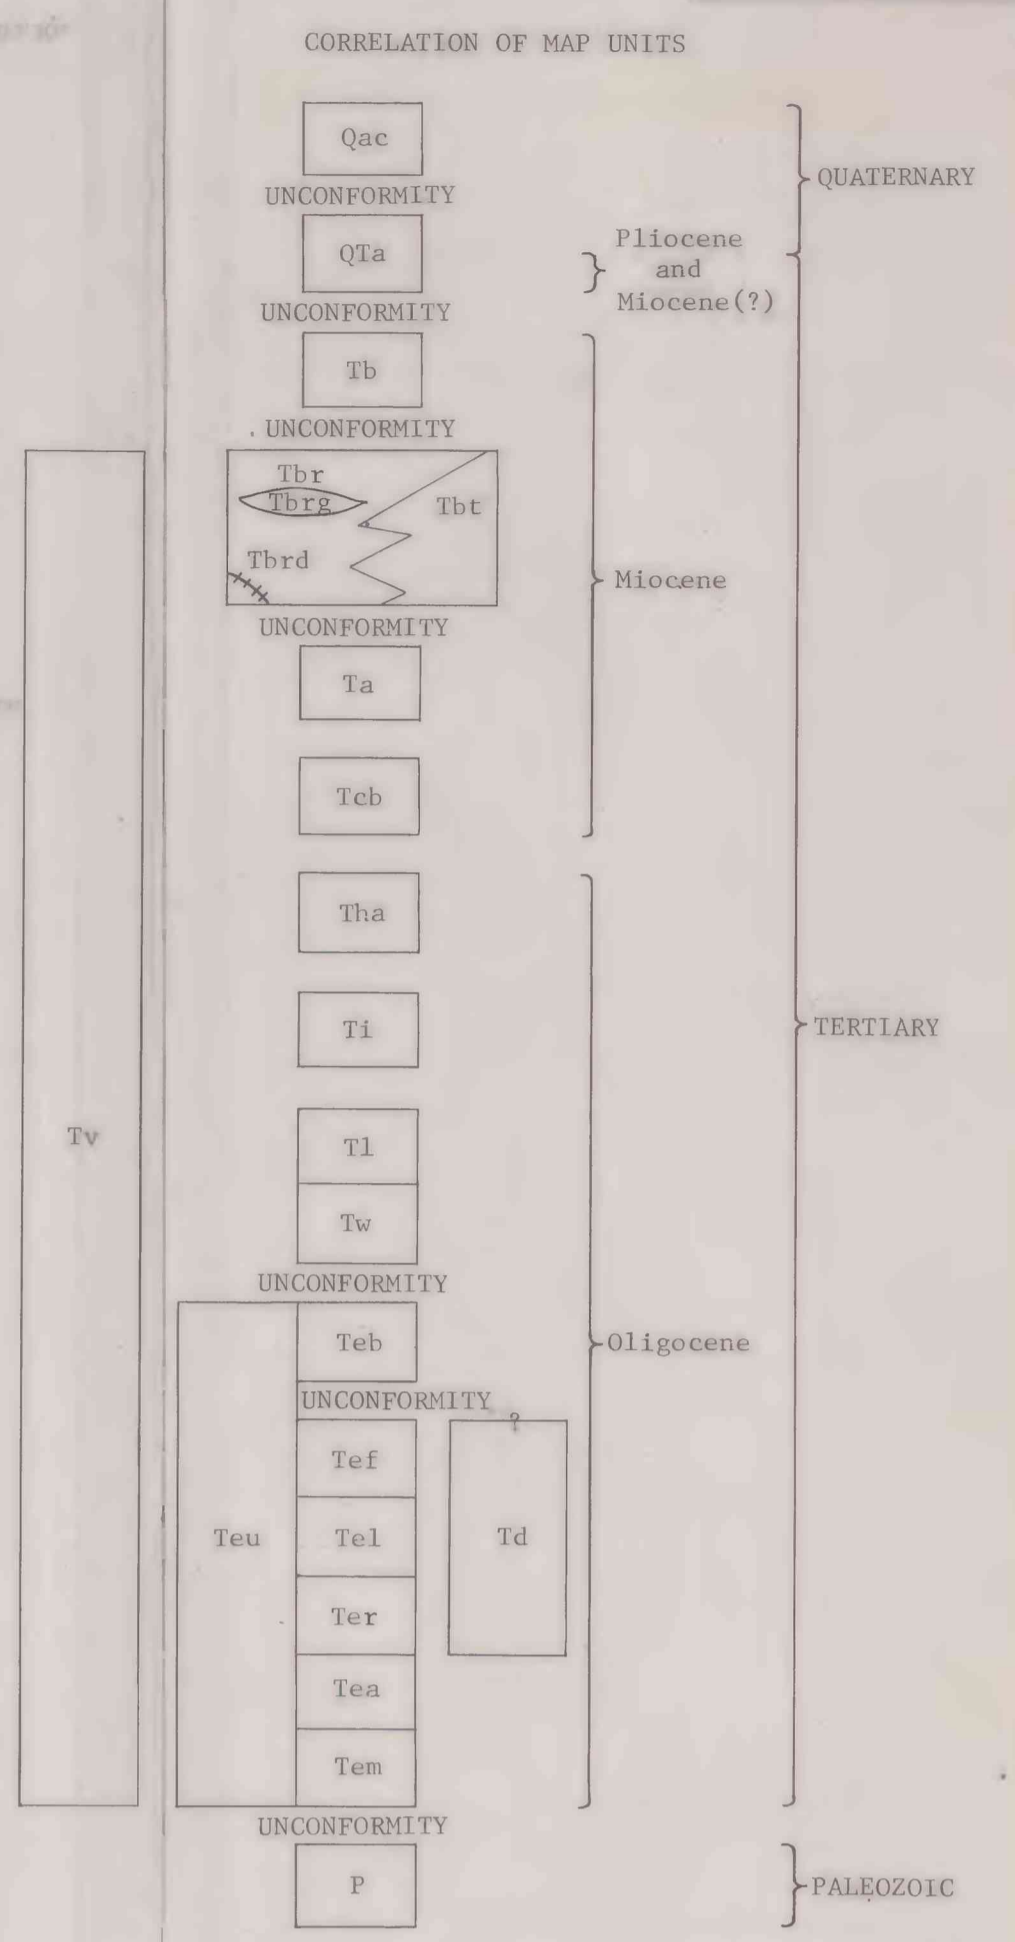 CORRELATION OF MAP UNITS
Qac
UNCONFORMITY
QUATERNARY
QTa
Pliocene
and
Miocene(?)
UNCONFORMITY
Tb
UNCONFORMITY
Tbr
Tbrg
Tbt
Tbrd
Miocene
UNCONFORMITY
Ta
Tcb
Tha
Ti
TERTIARY
Tv
Tl
Tw
UNCONFORMITY
Teb
Oligocene
UNCONFORMITY
?
Tef
Teu
Tel
Td
Ter
Tea
Tem
UNCONFORMITY
P
PALEOZOIC